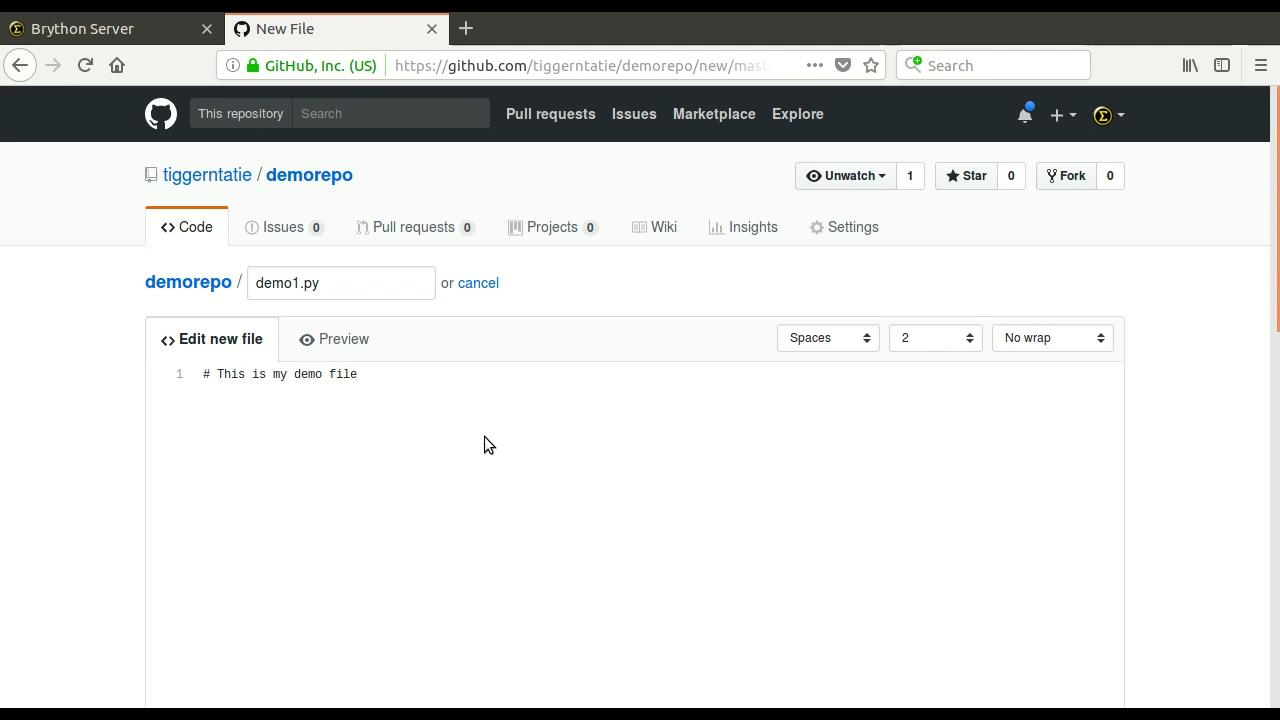 Brython Server
New File
GitHub, Inc. (US) https://github.com/tiggerntatie/demorepo/new/mast Search
This repository Search Pull requests Issues Marketplace Explore
tiggerntatie / demorepo Unwatch 1 Star 0 Fork 0
<> Code Issues 0 Pull requests 0 Projects 0 Wiki Insights Settings
demorepo / demo1.py or cancel
<> Edit new file Preview Spaces 2 No wrap
1 # This is my demo file